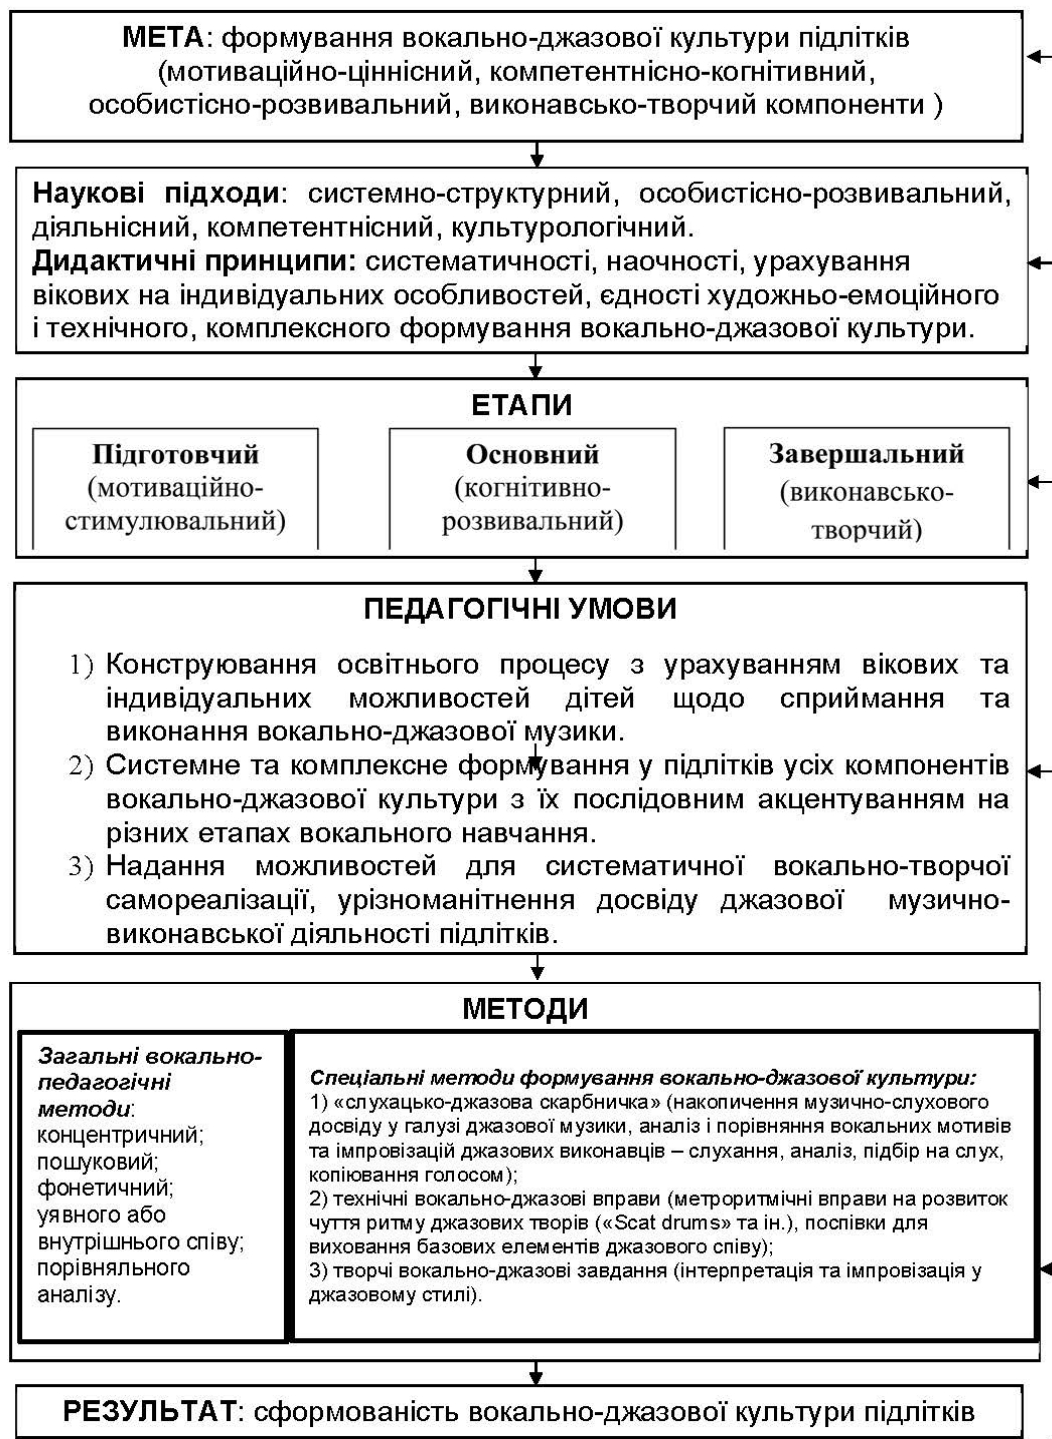 МЕТА: формування вокально-джазової культури підлітків
(мотиваційно-ціннісний, компетентнісно-когнітивний,
особистісно-розвивальний, виконавсько-творчий компоненти )
Наукові підходи: системно-структурний, особистісно-розвивальний,
діяльнісний, компетентнісний, культурологічний.
Дидактичні принципи: систематичності, наочності, урахування
вікових на індивідуальних особливостей, єдності художньо-емоційного
і технічного, комплексного формування вокально-джазової культури.
ЕТАПИ
Підготовчий
(мотиваційно-
стимулювальний)
Основний
(когнітивно-
розвивальний)
Завершальний
(виконавсько-
творчий)
ПЕДАГОГІЧНІ УМОВИ
1) Конструювання освітнього процесу з урахуванням вікових та
індивідуальних можливостей дітей щодо сприймання та
виконання вокально-джазової музики.
2) Системне та комплексне формування у підлітків усіх компонентів
вокально-джазової культури з їх послідовним акцентуванням на
різних етапах вокального навчання.
3) Надання можливостей для систематичної вокально-творчої
самореалізації, урізноманітнення досвіду джазової музично-
виконавської діяльності підлітків.
МЕТОДИ
Загальні вокально-
педагогічні
методи:
концентричний;
пошуковий;
фонетичний;
уявного або
внутрішнього співу;
порівняльного
аналізу.
Спеціальні методи формування вокально-джазової культури:
1) «слухацько-джазова скарбничка» (накопичення музично-слухового
досвіду у галузі джазової музики, аналіз і порівняння вокальних мотивів
та імпровізацій джазових виконавців – слухання, аналіз, підбір на слух,
копіювання голосом);
2) технічні вокально-джазові вправи (метроритмічні вправи на розвиток
чуття ритму джазових творів («Scat drums» та ін.), поспівки для
виховання базових елементів джазового співу);
3) творчі вокально-джазові завдання (інтерпретація та імпровізація у
джазовому стилі).
РЕЗУЛЬТАТ: сформованість вокально-джазової культури підлітків